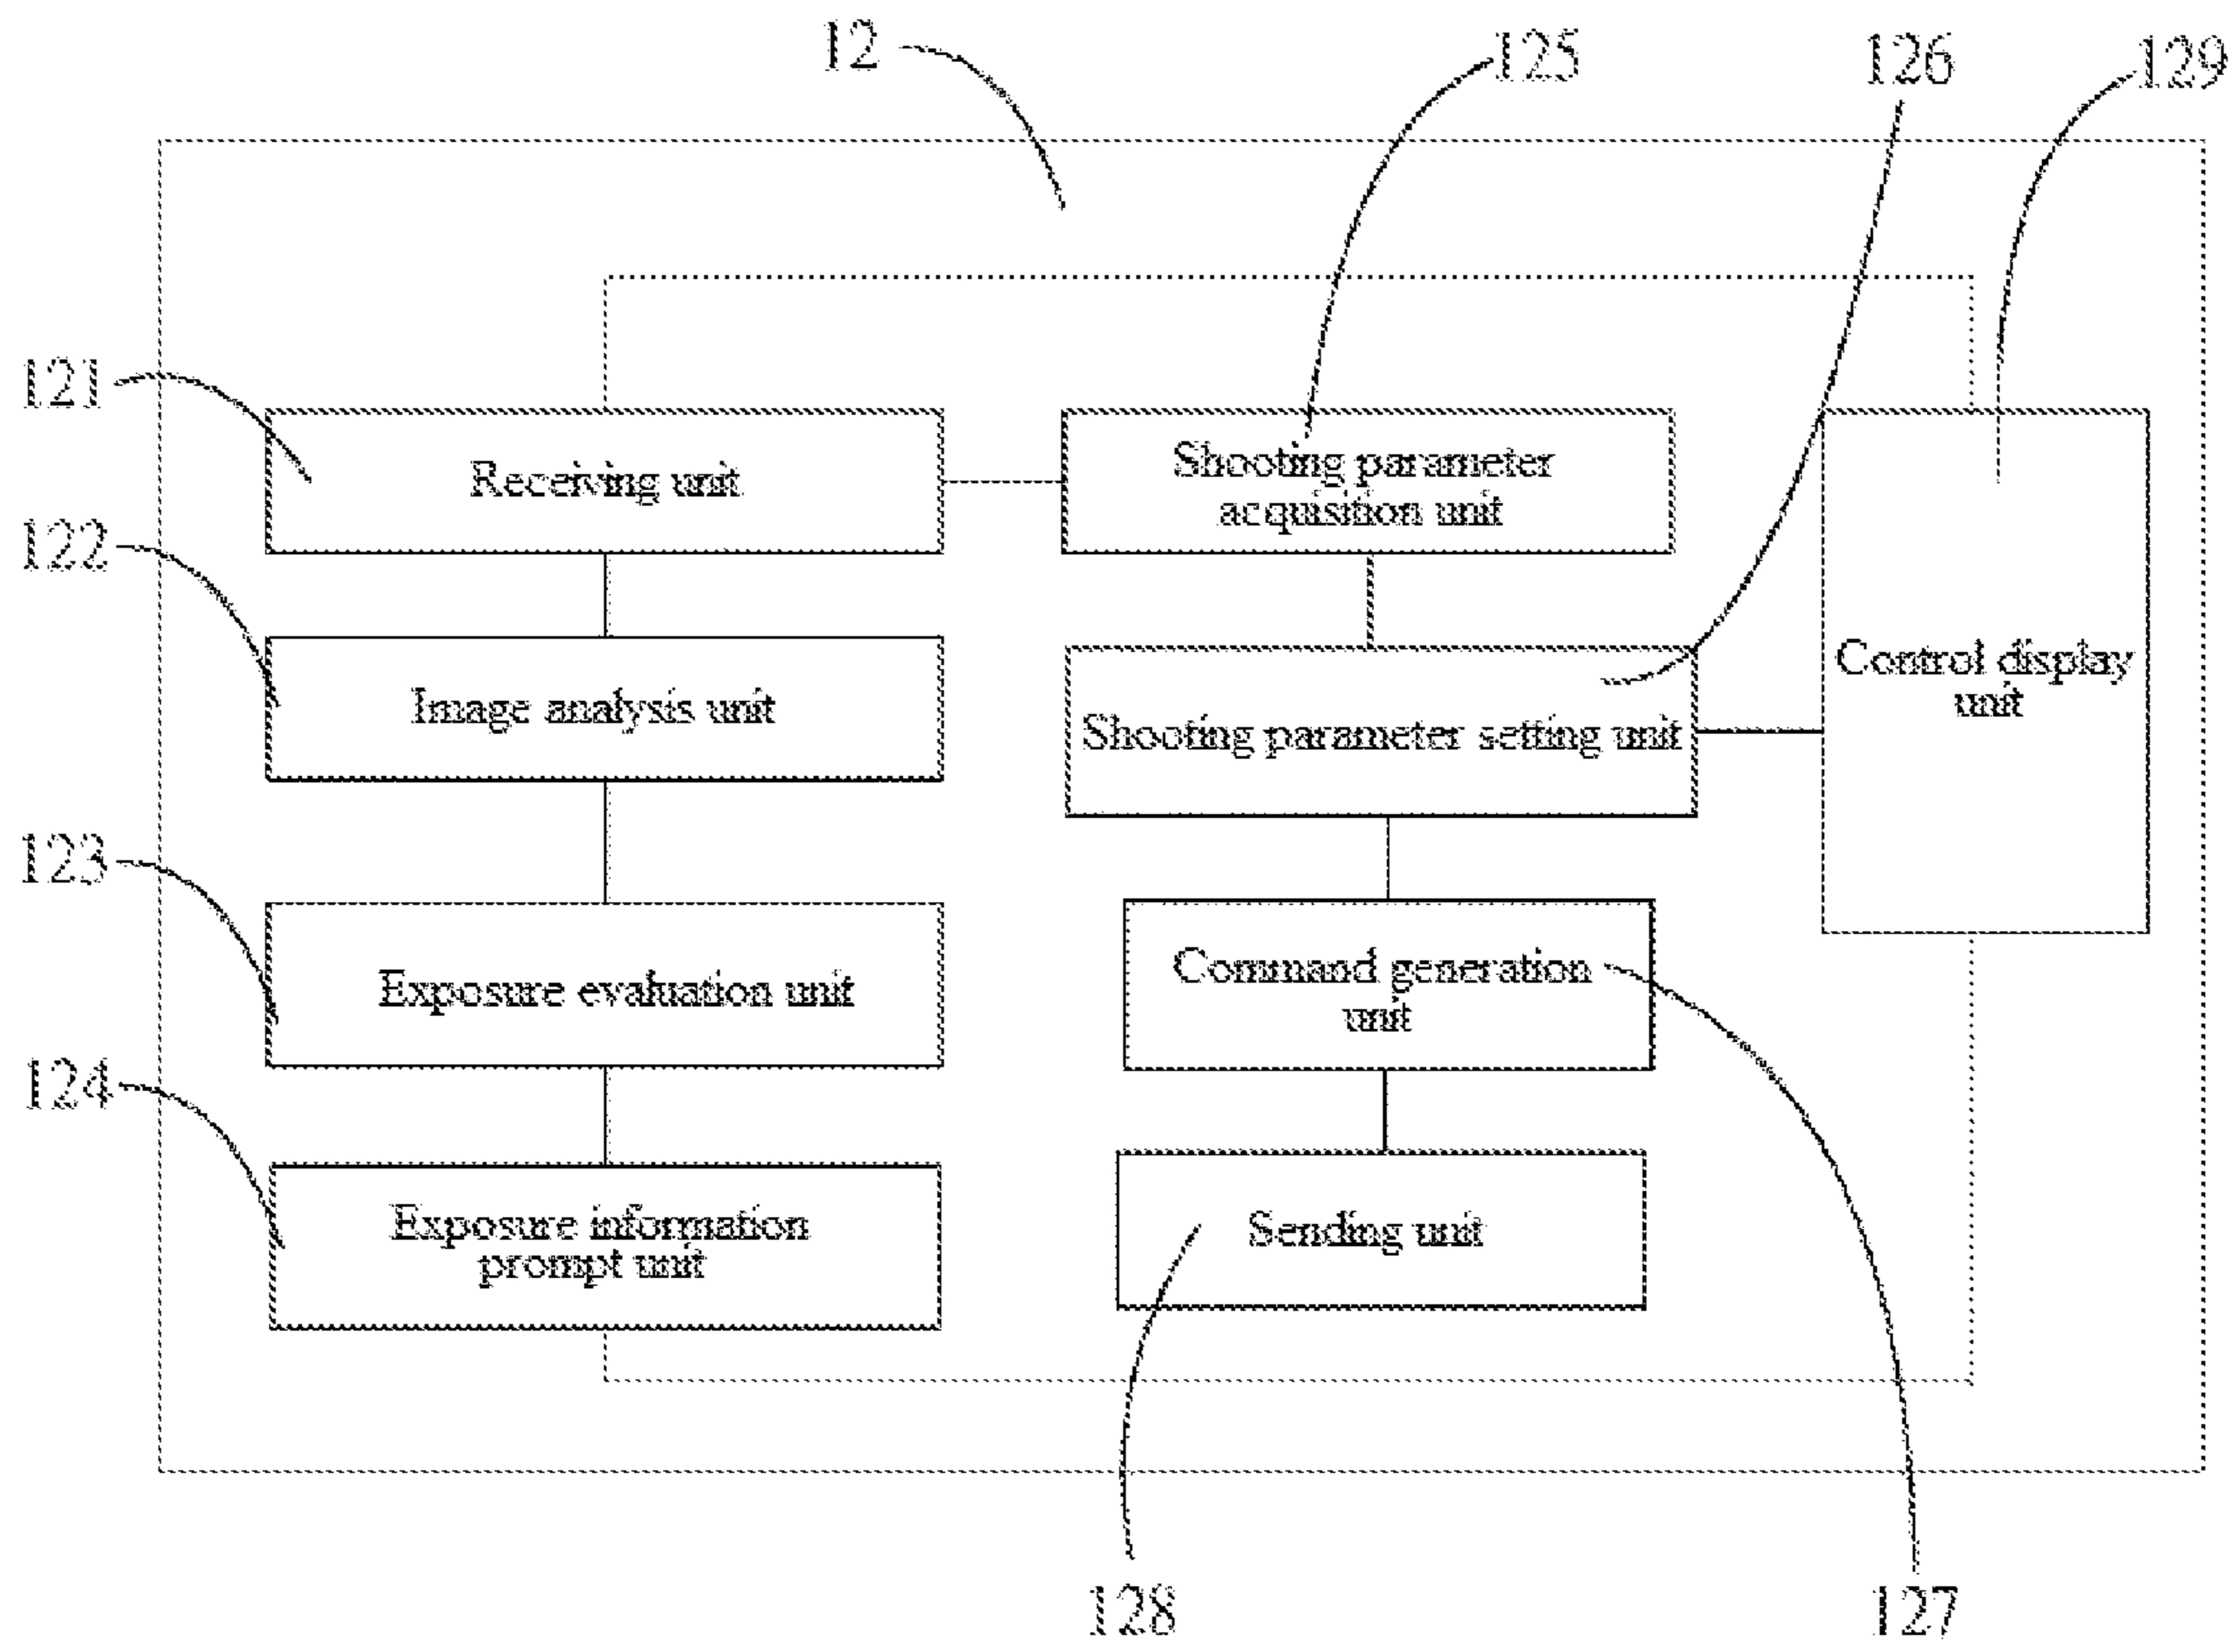 12
125
126
129
121
Receiving unit
Shooting parameter
acquisition unit
122
Image analysis unit
Shooting parameter setting unit
Control display
unit
123
Exposure evaluation unit
Command generation
unit
124
Exposure information
prompt unit
Sending unit
128
127